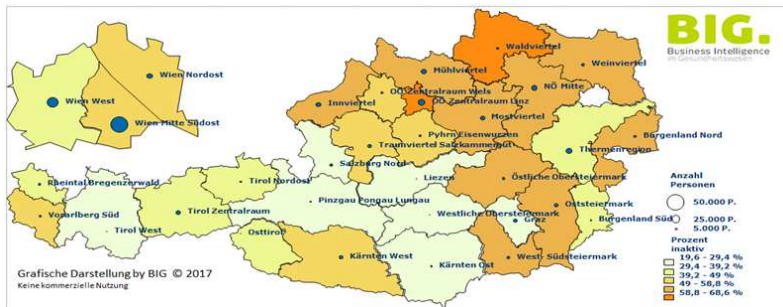 BIG.
Business Intelligence
im Gesundheitswesen
Waldviertel
Weinviertel
Mühlviertel
Wien Nordost
OÖ Zentralraum Wels
NÖ Mitte
Wien West
Innviertel
OÖ Zentralraum Linz
Mostviertel
Wien Mitte Südost
Pyhrn Eisenwurzen
Burgenland Nord
Traunviertel Salzkammergut
Thermenregion
Salzburg Nord
Liezen
Östliche Obersteiermark
Rheintal Bregenzerwald
Tirol Nordost
Pinzgau Pongau Lungau
Oststeiermark
Vorarlberg Süd
Tirol Zentralraum
Westliche Obersteiermark
Graz
Burgenland Süd
Tirol West
Osttirol
Kärnten West
Kärnten Ost
West- Südsteiermark
Anzahl
Personen
50.000 P.
25.000 P.
5.000 P.
Prozent
inaktiv
19,6 - 29,4 %
29,4 - 39,2 %
39,2 - 49 %
49 - 58,8 %
58,8 - 68,6 %
Grafische Darstellung by BIG © 2017
Keine kommerzielle Nutzung